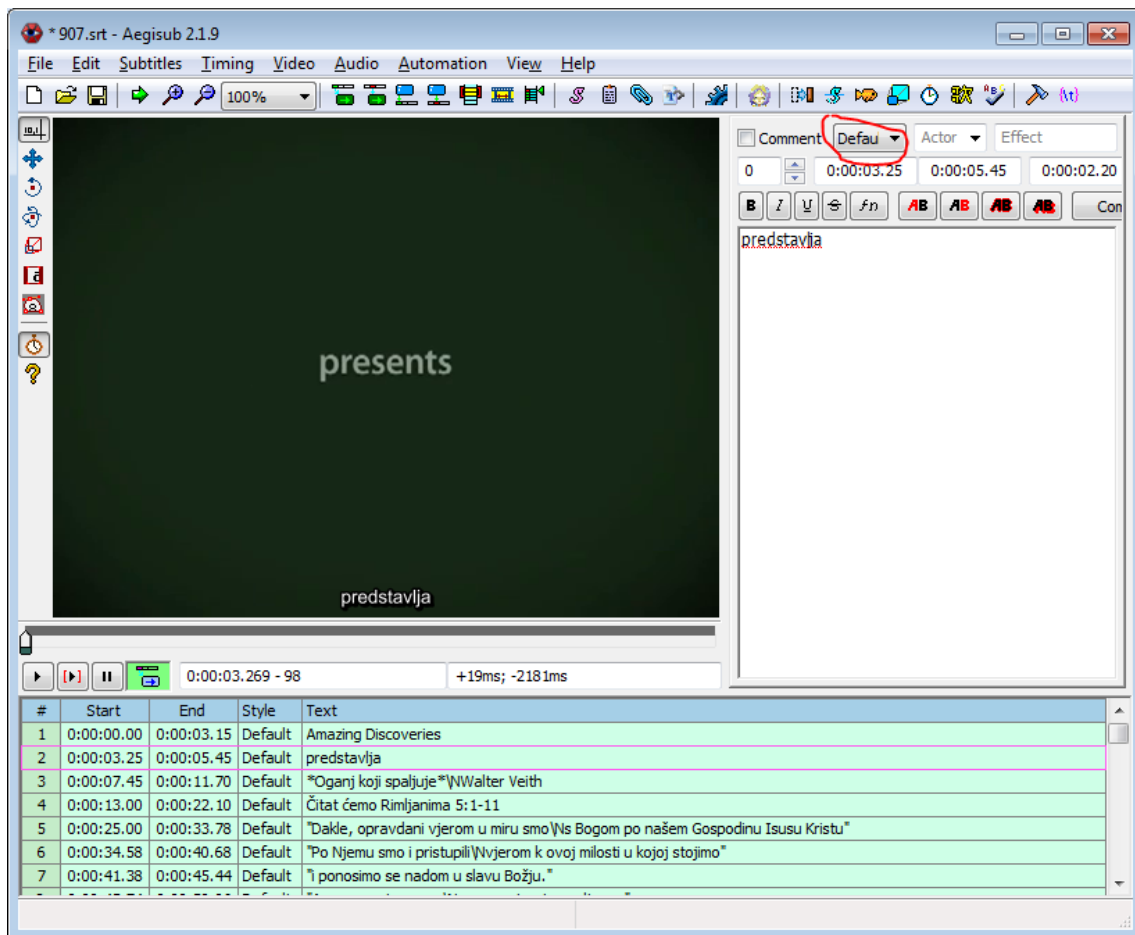 * 907.srt - Aegisub 2.1.9
File Edit Subtitles Timing Video Audio Automation View Help
100%
Comment Defau Actor Effect
0 0:00:03.25 0:00:05.45 0:00:02.20
B I U S fn AB AB AB AB Con
predstavlja
presents
predstavlja
0:00:03.269 - 98 +19ms; -2181ms
# Start End Style Text
1 0:00:00.00 0:00:03.15 Default Amazing Discoveries
2 0:00:03.25 0:00:05.45 Default predstavlja
3 0:00:07.45 0:00:11.70 Default *Oganj koji spaljuje*\NWalter Veith
4 0:00:13.00 0:00:22.10 Default Čitat ćemo Rimljanima 5:1-11
5 0:00:25.00 0:00:33.78 Default "Dakle, opravdani vjerom u miru smo\Ns Bogom po našem Gospodinu Isusu Kristu"
6 0:00:34.58 0:00:40.68 Default "Po Njemu smo i pristupili\Nvjerom k ovoj milosti u kojoj stojimo"
7 0:00:41.38 0:00:45.44 Default "i ponosimo se nadom u slavu Božju."